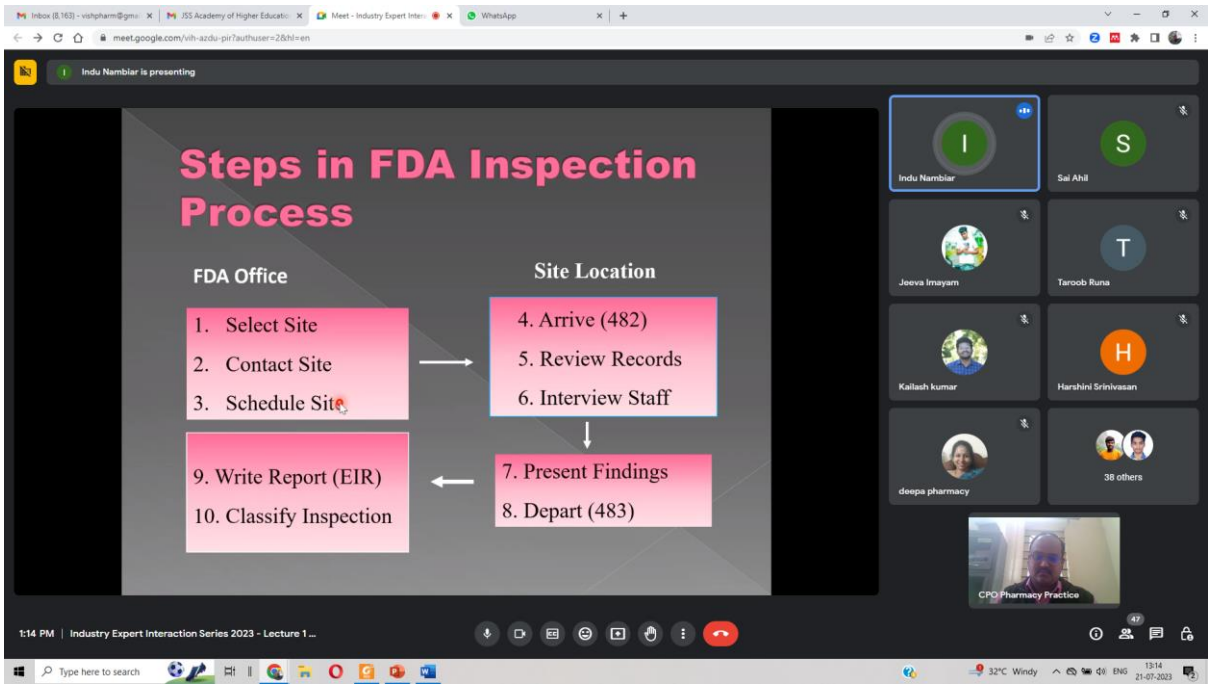 Inbox (8,163) - vishpharm@gma
JSS Academy of Higher Educatio
Meet - Industry Expert Intera
WhatsApp
meet.google.com/vih-azdu-pir?authuser=2&hl=en
Indu Nambiar is presenting
Steps in FDA Inspection
Process
FDA Office
Site Location
1. Select Site
2. Contact Site
3. Schedule Site
4. Arrive (482)
5. Review Records
6. Interview Staff
7. Present Findings
8. Depart (483)
9. Write Report (EIR)
10. Classify Inspection
I
Indu Nambiar
S
Sai Ahil
Jeeva Imayam
T
Taroob Runa
Kailash kumar
H
Harshini Srinivasan
deepa pharmacy
38 others
CPO Pharmacy Practice
1:14 PM | Industry Expert Interaction Series 2023 - Lecture 1 ...
47
Type here to search
32°C Windy
ENG
13:14
21-07-2023